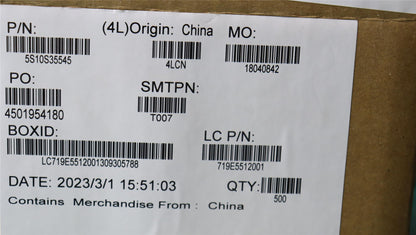 P/N: (4L)Origin: China MO:
5S10S35545 4LCN 18040842
PO: SMTPN:
4501954180 T007
BOXID: LC P/N:
LC719E5512001309305788 719E5512001
DATE: 2023/3/1 15:51:03 QTY:
500
Contains Merchandise From : China